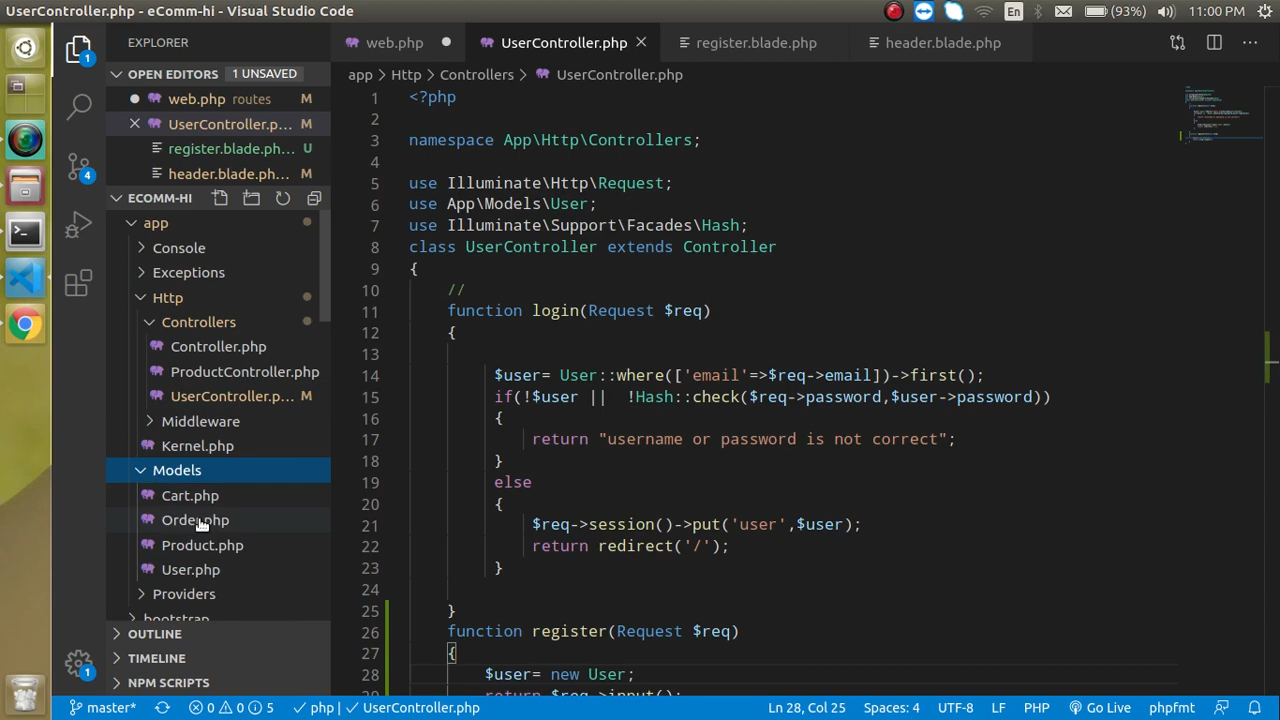 UserController.php - eComm-hi - Visual Studio Code
En
(93%)
11:00 PM
EXPLORER
web.php
UserController.php
register.blade.php
header.blade.php
OPEN EDITORS
1 UNSAVED
web.php routes M
UserController.p... M
register.blade.ph... U
header.blade.ph... M
app > Http > Controllers > UserController.php
ECOMM-HI
app
Console
Exceptions
Http
Controllers
Controller.php
ProductController.php
UserController.p... M
Middleware
Kernel.php
Models
Cart.php
Order.php
Product.php
User.php
Providers
bootstrap
OUTLINE
TIMELINE
NPM SCRIPTS
1
4
1
1 <?php
2
3 namespace App\Http\Controllers;
4
5 use Illuminate\Http\Request;
6 use App\Models\User;
7 use Illuminate\Support\Facades\Hash;
8 class UserController extends Controller
9 {
10 //
11 function login(Request $req)
12 {
13
14 $user= User::where(['email'=>$req->email])->first();
15 if(!$user || !Hash::check($req->password,$user->password))
16 {
17 return "username or password is not correct";
18 }
19 else
20 {
21 $req->session()->put('user',$user);
22 return redirect('/');
23 }
24
25 }
26 function register(Request $req)
27 {
28 $user= new User;
29 return $req->input();
master*
0 0 5
php | UserController.php
Ln 28, Col 25
Spaces: 4
UTF-8
LF
PHP
Go Live
phpfmt